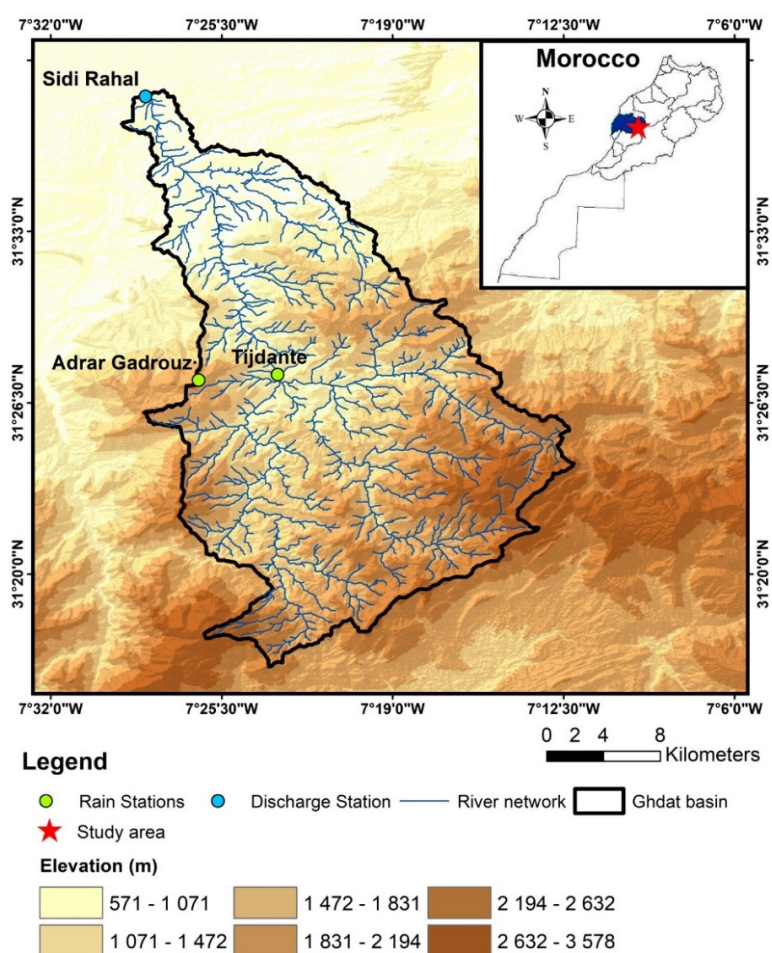 7°32'0"W 7°25'30"W 7°19'0"W 7°12'30"W 7°6'0"W
Sidi Rahal
Morocco
N
W E
S
31°33'0"N 31°33'0"N
Adrar Gadrouz
Tijdante
31°26'30"N 31°26'30"N
31°20'0"N 31°20'0"N
7°32'0"W 7°25'30"W 7°19'0"W 7°12'30"W 7°6'0"W
0 2 4 8
Kilometers
Legend
Rain Stations Discharge Station River network Ghdat basin
Study area
Elevation (m)
571 - 1 071 1 472 - 1 831 2 194 - 2 632
1 071 - 1 472 1 831 - 2 194 2 632 - 3 578